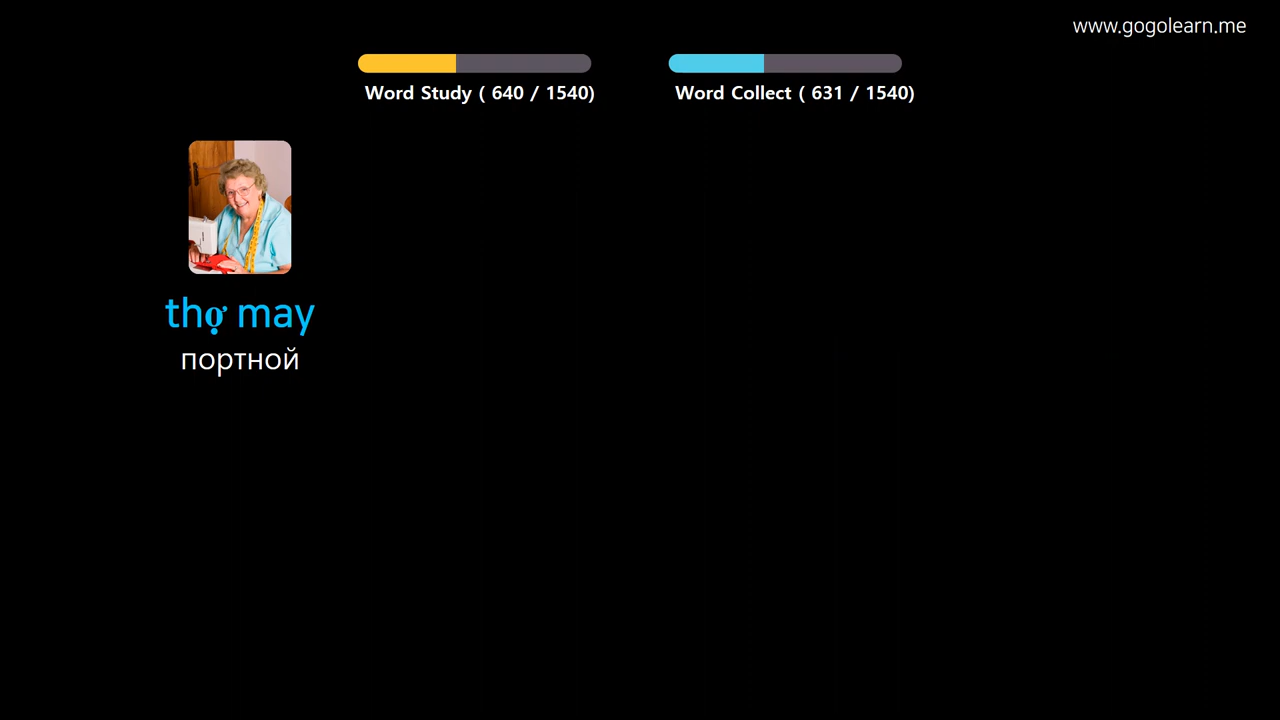 www.gogolearn.me
Word Study ( 640 / 1540)
Word Collect ( 631 / 1540)
thợ may
портной